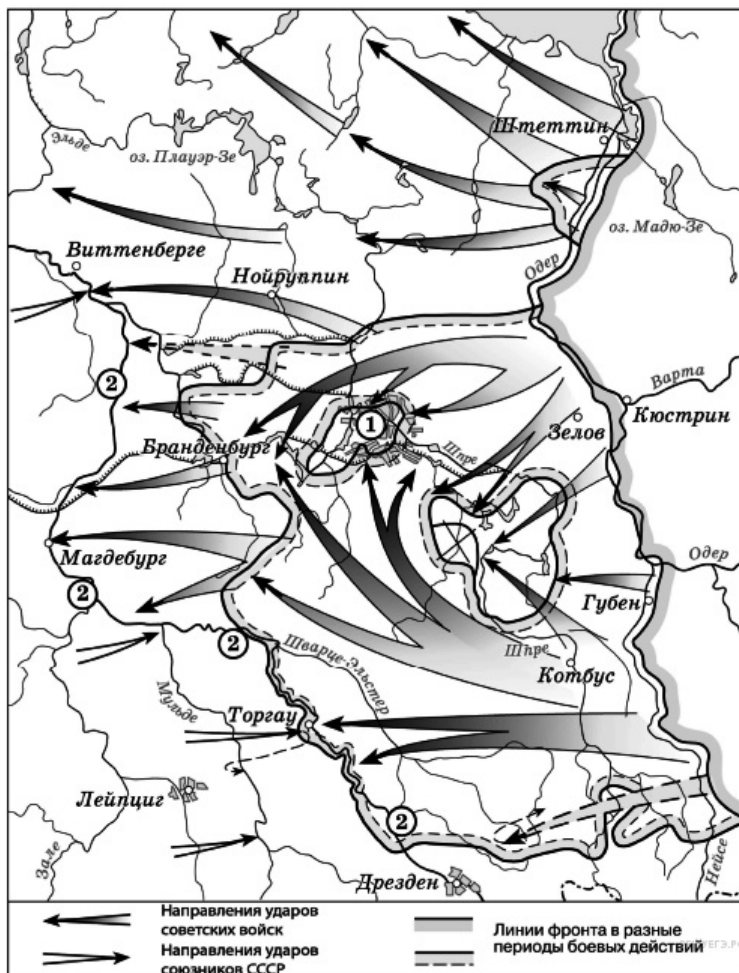 Штеттин
Эльде
оз. Плауэр-Зе
оз. Мадю-Зе
Виттенберге
Одер
Нойруппин
Варта
2
1
Кюстрин
Зелов
Шпре
Бранденбург
Магдебург
Одер
2
Губен
2
Шварце-Эльстер
Шпре
Котбус
Мульде
Торгау
Лейпциг
2
Зале
Дрезден
Нейсе
Направления ударов
советских войск
Направления ударов
союзников СССР
Линии фронта в разные
периоды боевых действий